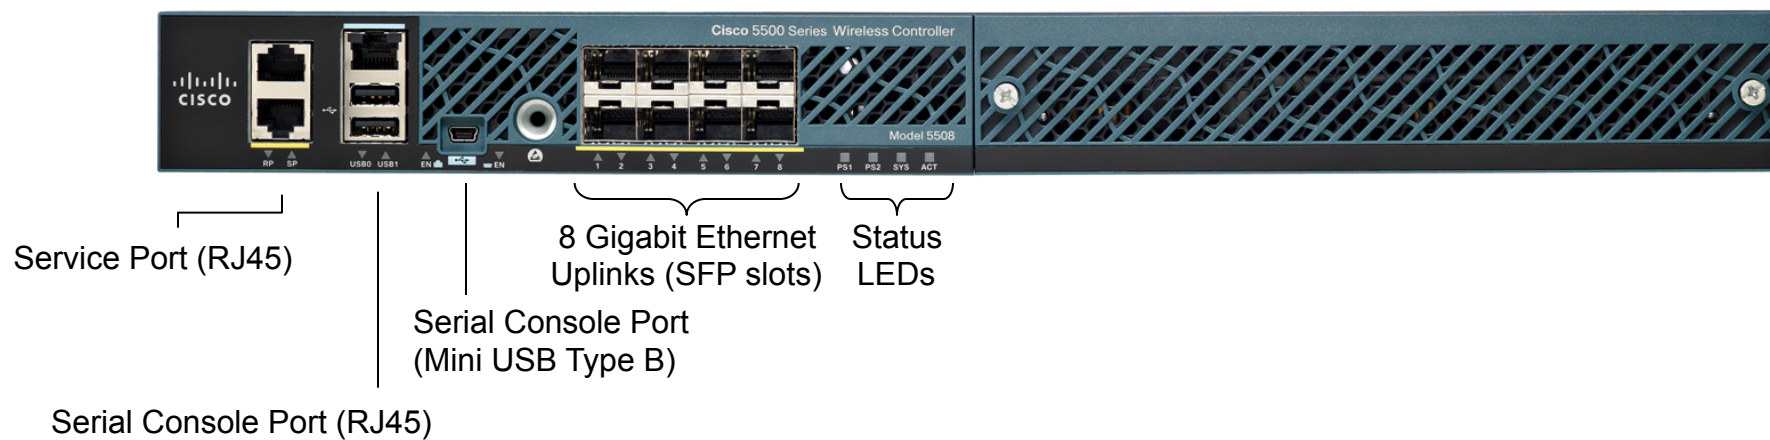 Cisco 5500 Series Wireless Controller
CISCO
Model 5508
RP SP
USB0 USB1
EN
EN
1 2 3 4 5 6 7 8
PS1 PS2 SYS ACT
Service Port (RJ45)
8 Gigabit Ethernet
Uplinks (SFP slots)
Status
LEDs
Serial Console Port
(Mini USB Type B)
Serial Console Port (RJ45)